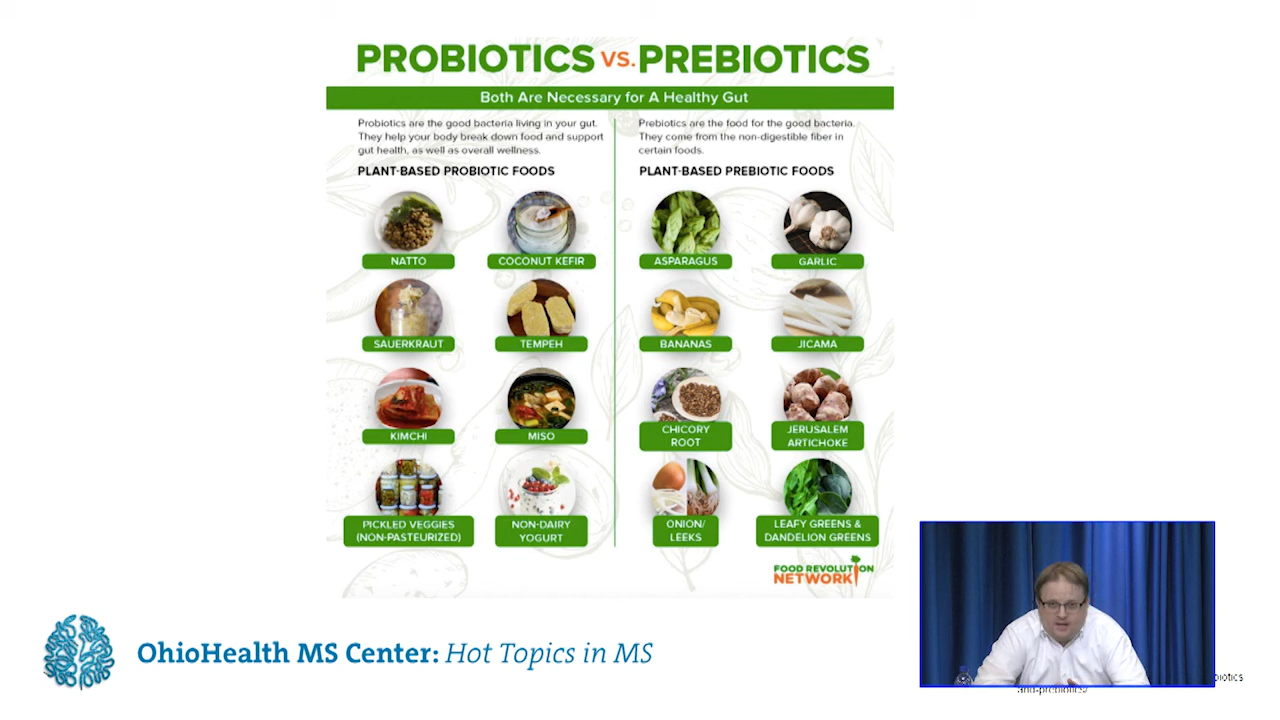 PROBIOTICS VS. PREBIOTICS
Both Are Necessary for A Healthy Gut
Probiotics are the good bacteria living in your gut.
They help your body break down food and support
gut health, as well as overall wellness.
PLANT-BASED PROBIOTIC FOODS
NATTO
COCONUT KEFIR
SAUERKRAUT
TEMPEH
KIMCHI
MISO
PICKLED VEGGIES
(NON-PASTEURIZED)
NON-DAIRY
YOGURT
Prebiotics are the food for the good bacteria.
They come from the non-digestible fiber in
certain foods.
PLANT-BASED PREBIOTIC FOODS
ASPARAGUS
GARLIC
BANANAS
JICAMA
CHICORY
ROOT
JERUSALEM
ARTICHOKE
ONION/
LEEKS
LEAFY GREENS &
DANDELION GREENS
FOOD REVOLUTION
NETWORK
OhioHealth MS Center: Hot Topics in MS